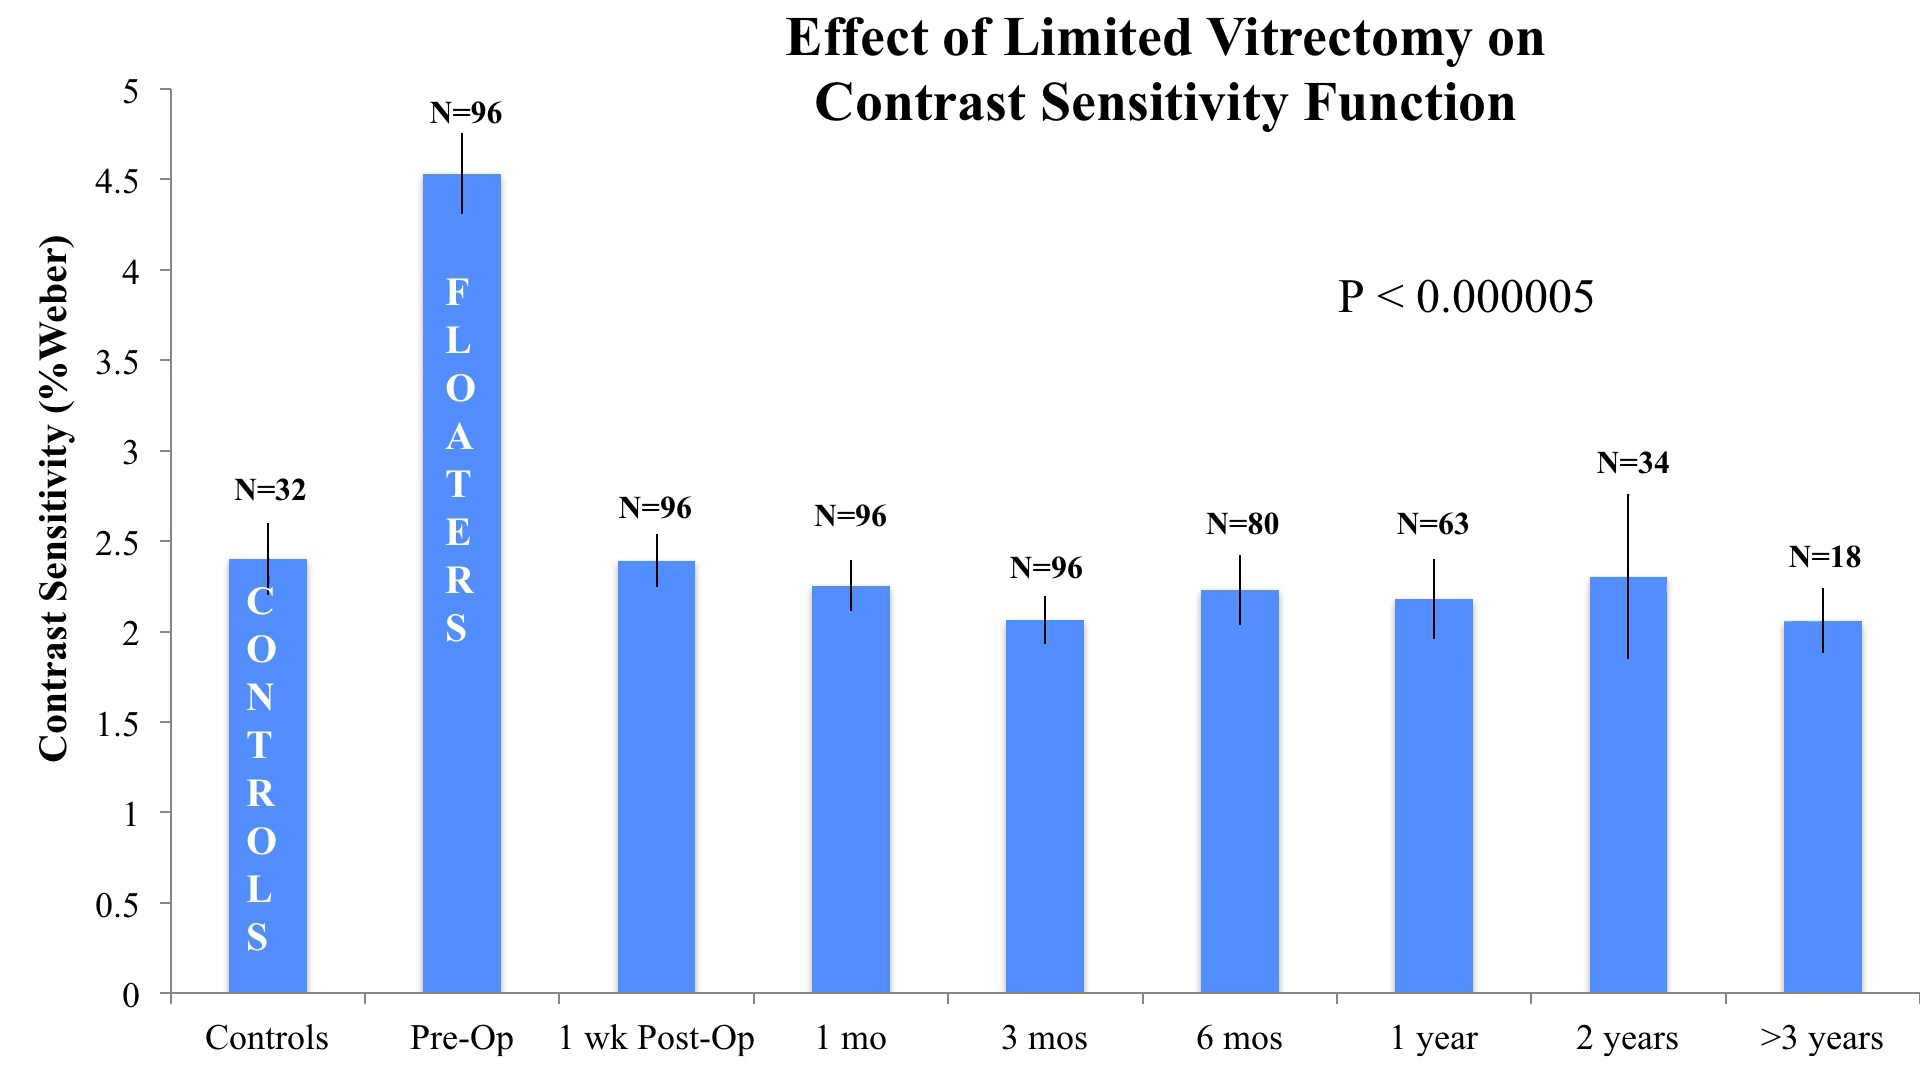 Effect of Limited Vitrectomy on
Contrast Sensitivity Function
Contrast Sensitivity (%Weber)
5
4.5
4
3.5
3
2.5
2
1.5
1
0.5
0
N=32
N=96
N=96
N=96
N=96
N=80
N=63
N=34
N=18
P < 0.000005
CONTROLS
FLOATERS
Controls
Pre-Op
1 wk Post-Op
1 mo
3 mos
6 mos
1 year
2 years
>3 years